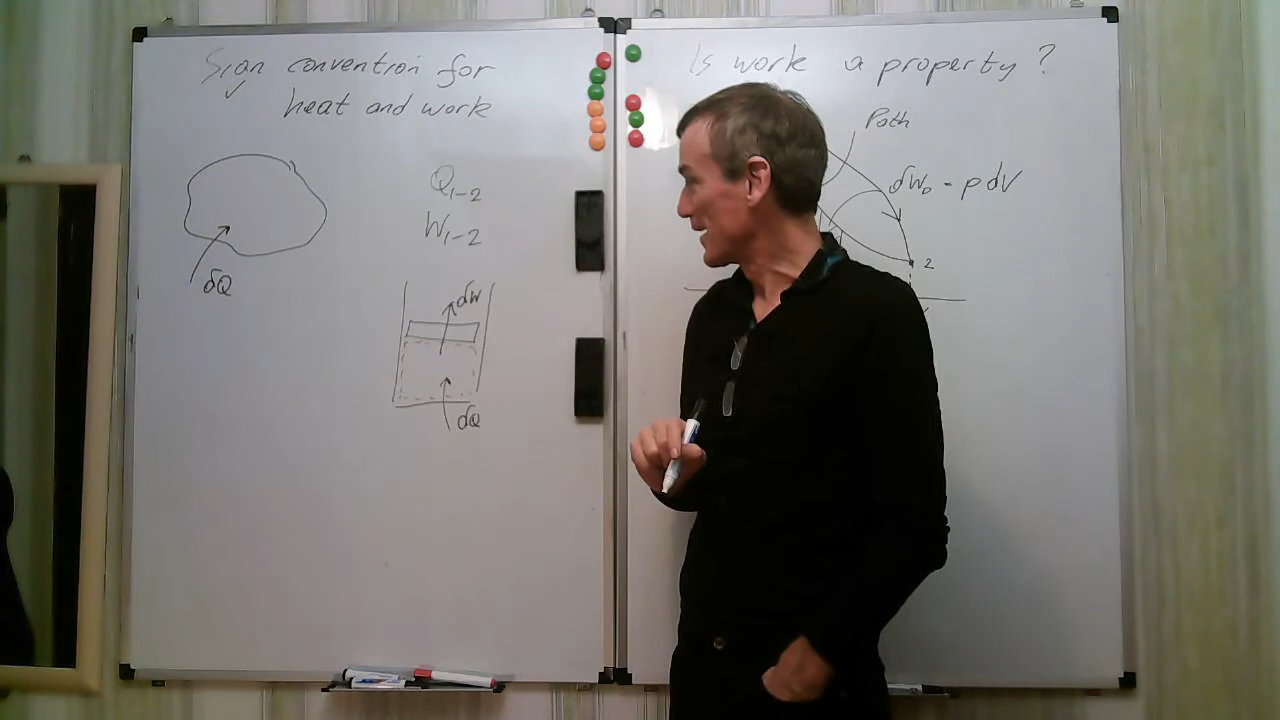 Sign convention for
heat and work
δQ
Q₁₋₂
W₁₋₂
δW
δQ
Is work a property?
Path
δW_D = p dV
2